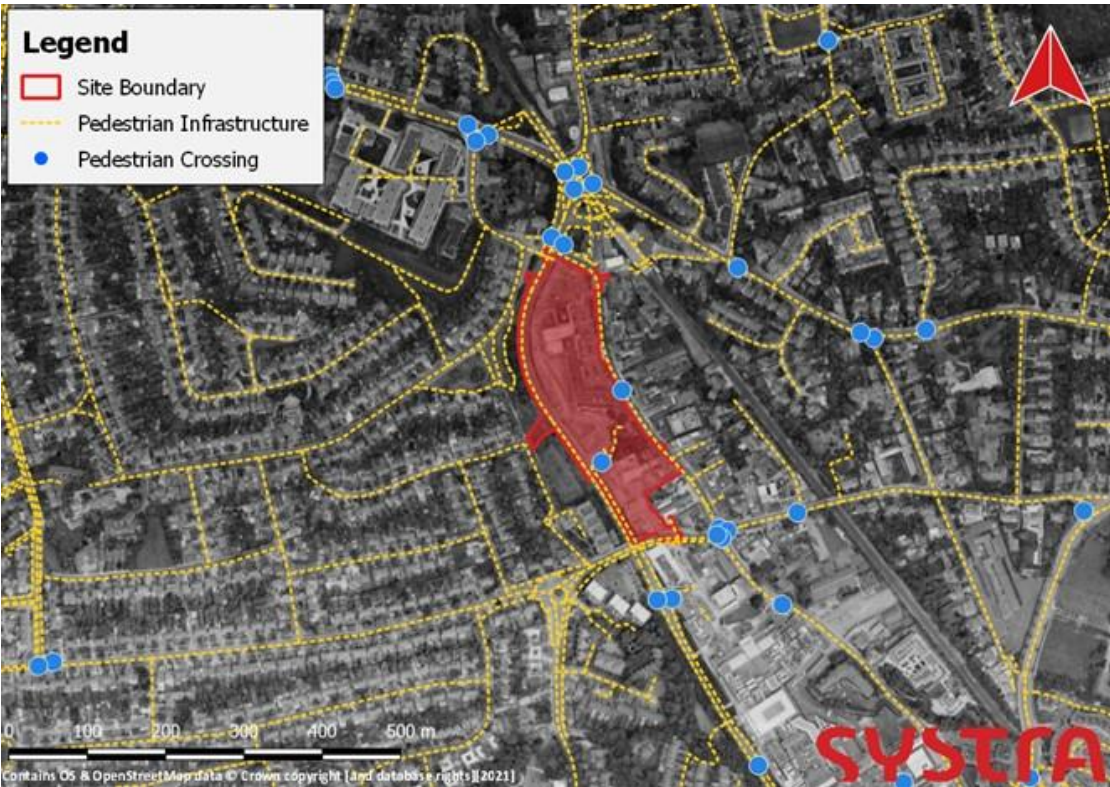 Legend
Site Boundary
Pedestrian Infrastructure
Pedestrian Crossing
0 100 200 300 400 500 m
SYSTRA
Contains OS & OpenStreetMap data © Crown copyright [and database rights][2021]